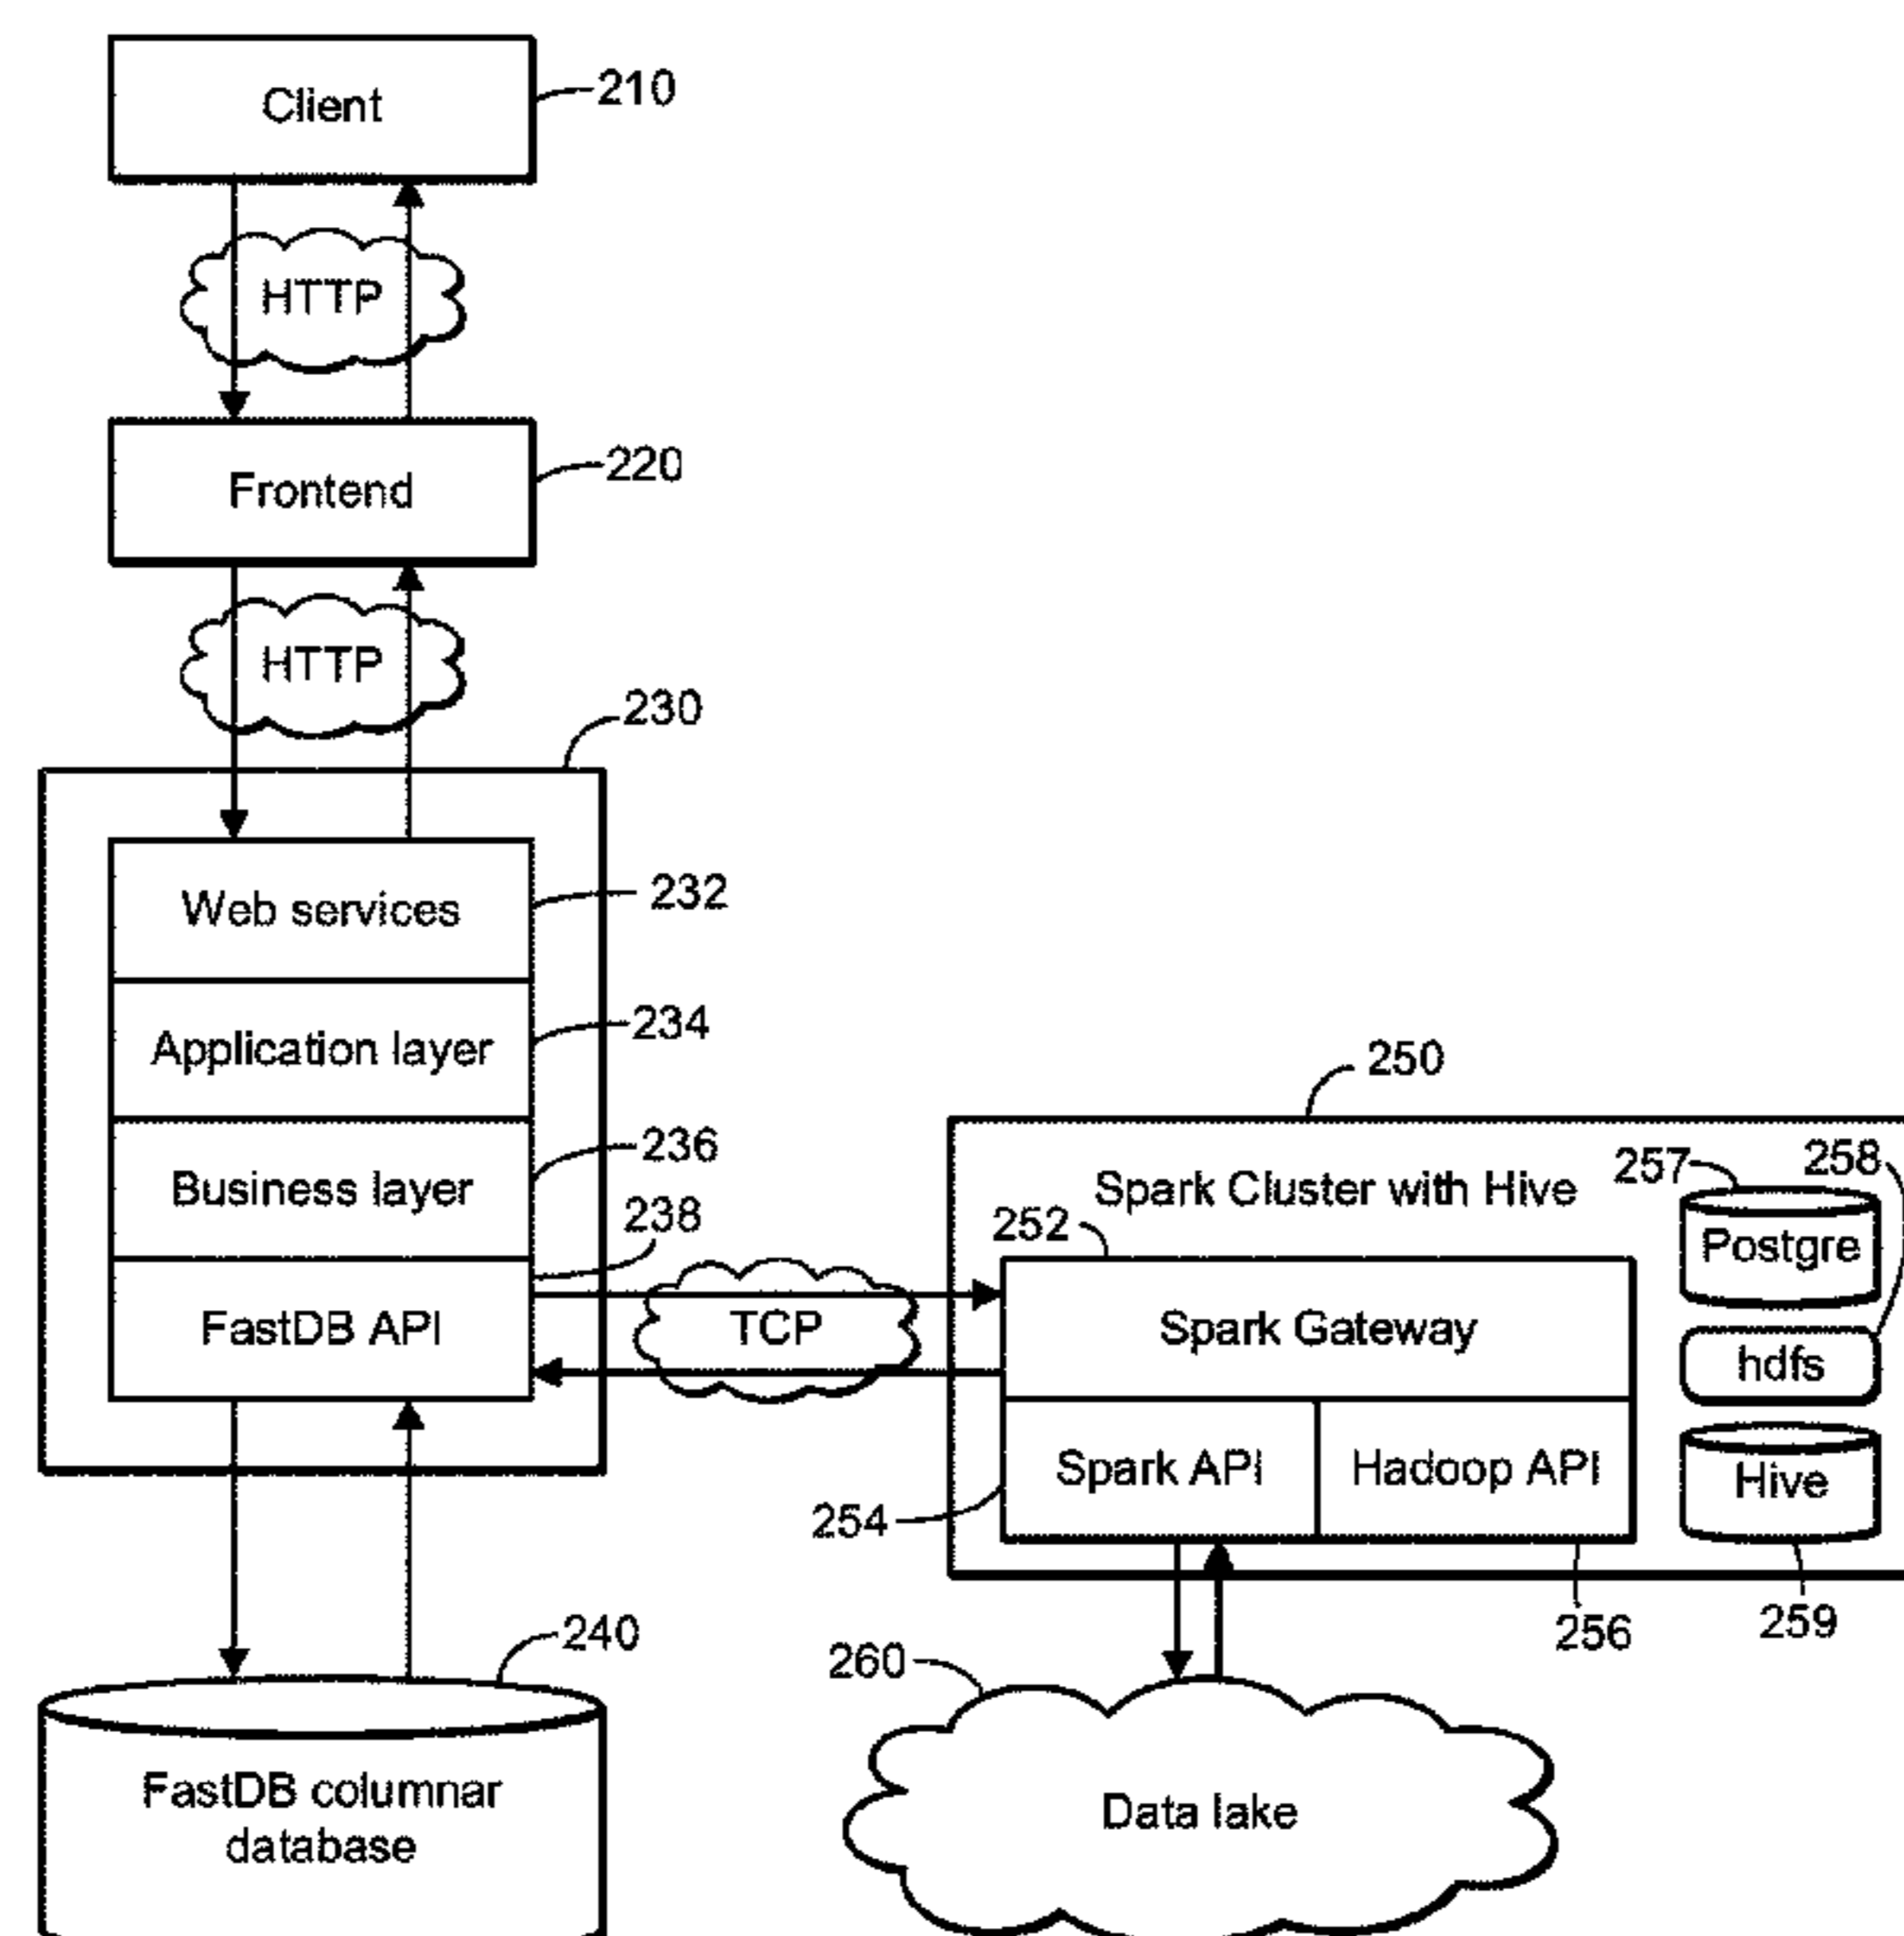 Client
210
HTTP
Frontend
220
HTTP
230
Web services
232
Application layer
234
Business layer
236
238
FastDB API
TCP
250
Spark Cluster with Hive
257
258
252
Postgre
Spark Gateway
hdfs
Spark API
Hadoop API
Hive
254
256
259
240
260
FastDB columnar
database
Data lake